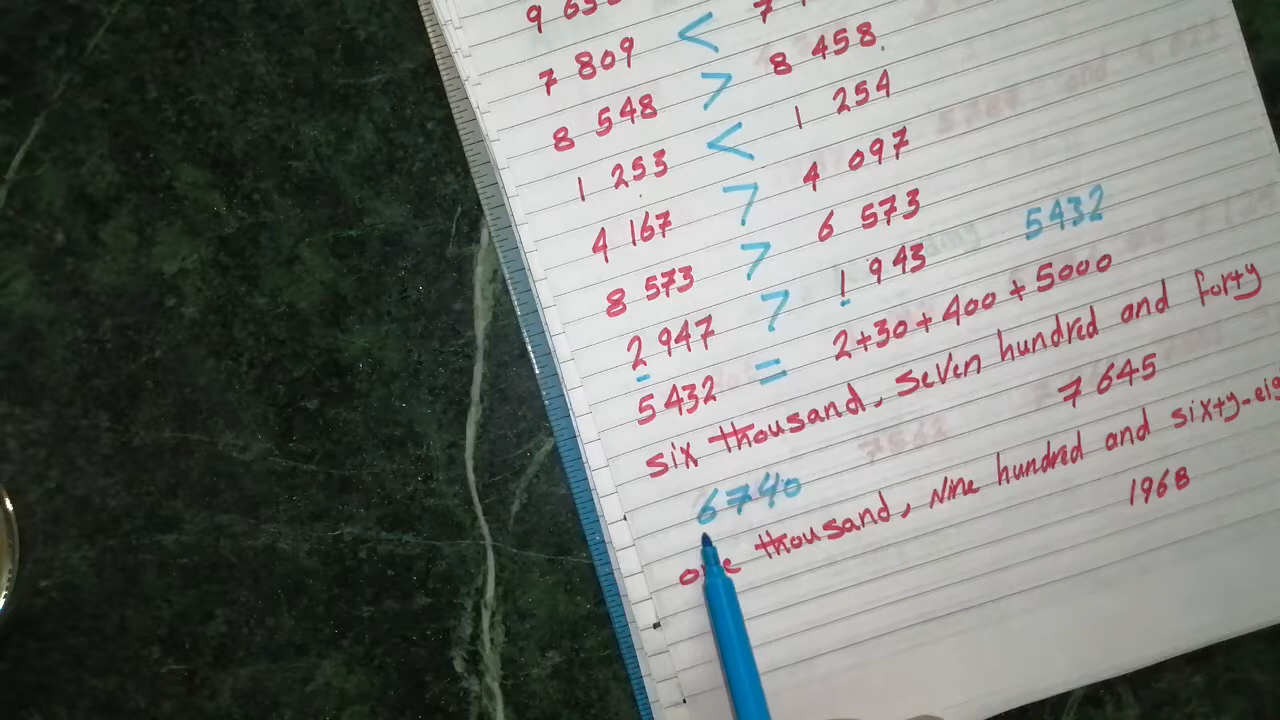 7 809 < 8 458
8 548 > 1 254
1 253 < 4 097
4 167 > 6 573
8 573 > 1 943 5432
2 947 > 2+30+400+5000
5432 =
six thousand, seven hundred and forty
7 645
6740
one thousand, Nine hundred and sixty-eig
1968